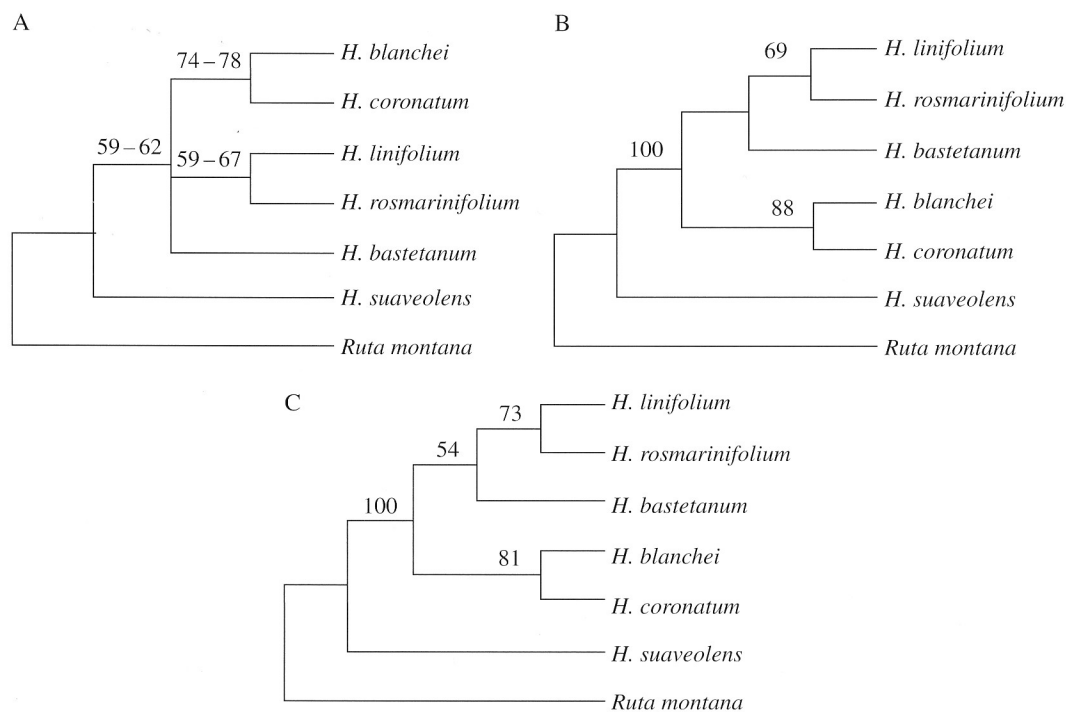 A
74–78
H. blanchei
H. coronatum
59–62
59–67
H. linifolium
H. rosmarinifolium
H. bastetanum
H. suaveolens
Ruta montana
B
69
H. linifolium
H. rosmarinifolium
100
H. bastetanum
88
H. blanchei
H. coronatum
H. suaveolens
Ruta montana
C
73
H. linifolium
54
H. rosmarinifolium
100
H. bastetanum
81
H. blanchei
H. coronatum
H. suaveolens
Ruta montana